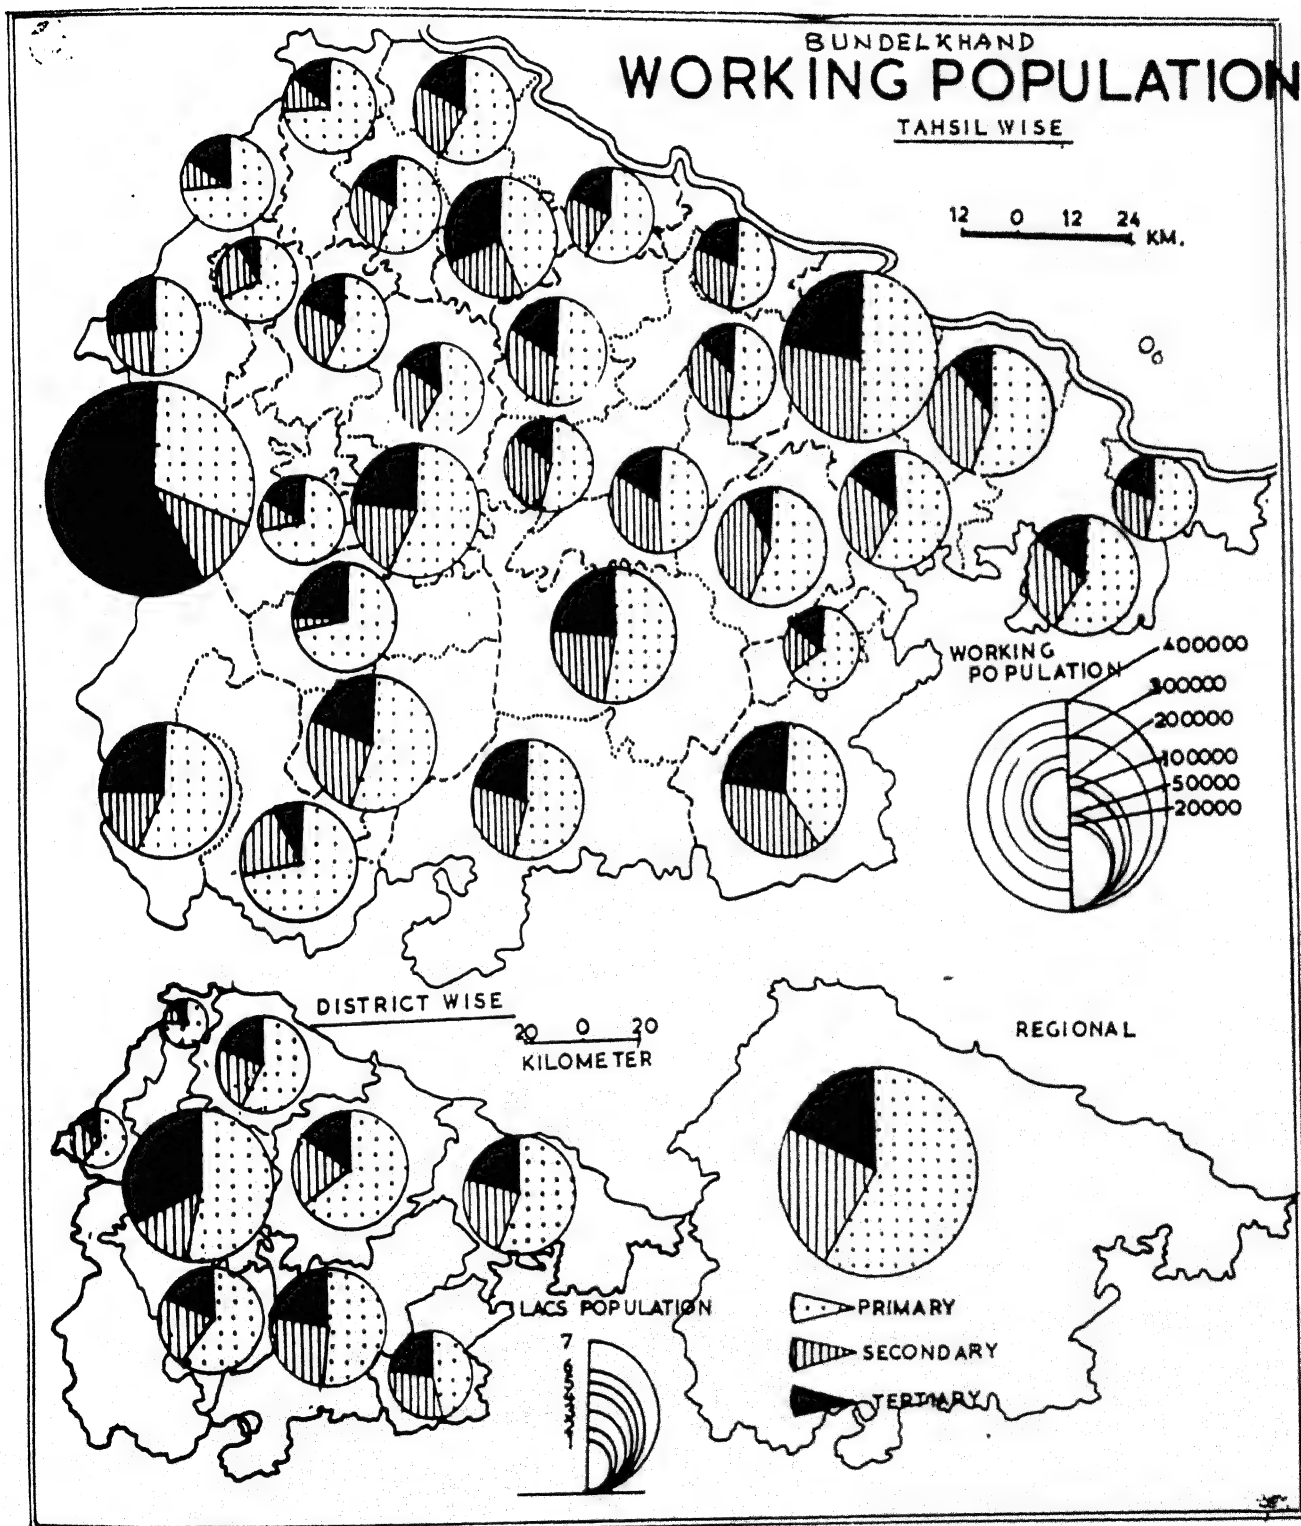 BUNDELKHAND
WORKING POPULATION
TAHSIL WISE
12 0 12 24 KM.
WORKING
POPULATION
400000
300000
200000
100000
50000
20000
DISTRICT WISE
20 0 20
KILOMETER
REGIONAL
LACS POPULATION
7
PRIMARY
SECONDARY
TERTIARY